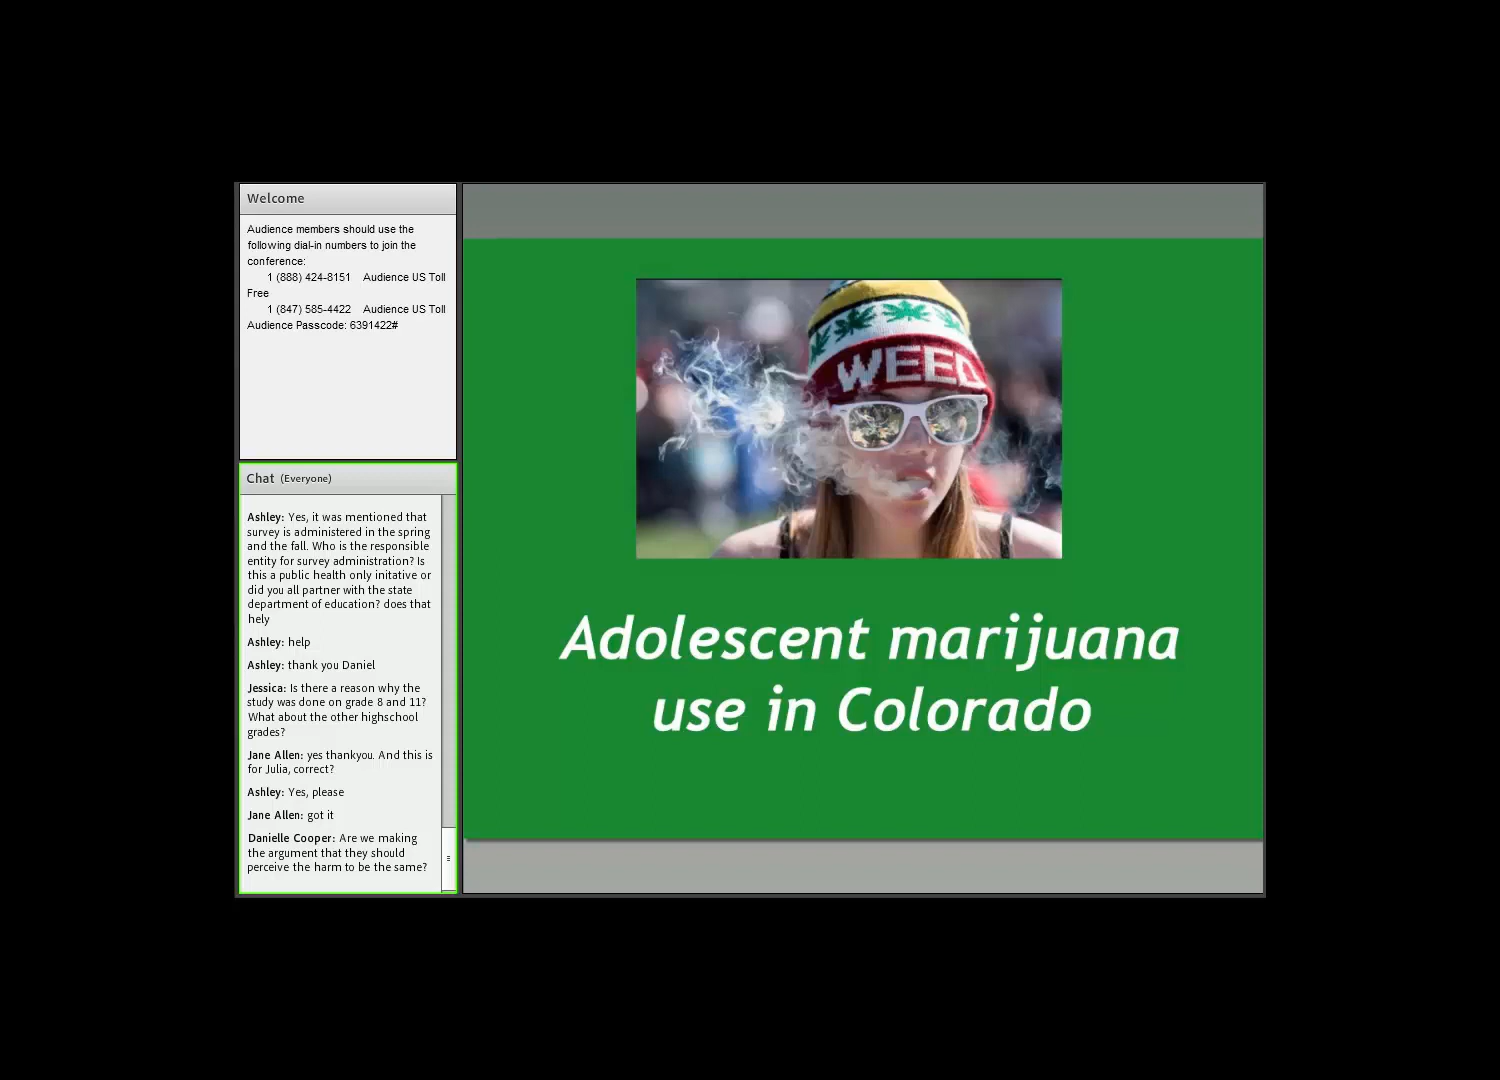 Welcome
Audience members should use the
following dial-in numbers to join the
conference:
1 (888) 424-8151 Audience US Toll
Free
1 (847) 585-4422 Audience US Toll
Audience Passcode: 6391422#
Chat (Everyone)
Ashley: Yes, it was mentioned that
survey is administered in the spring
and the fall. Who is the responsible
entity for survey administration? Is
this a public health only initative or
did you all partner with the state
department of education? does that
hely
Ashley: help
Ashley: thank you Daniel
Jessica: Is there a reason why the
study was done on grade 8 and 11?
What about the other highschool
grades?
Jane Allen: yes thankyou. And this is
for Julia, correct?
Ashley: Yes, please
Jane Allen: got it
Danielle Cooper: Are we making
the argument that they should
perceive the harm to be the same?
WEED
Adolescent marijuana
use in Colorado